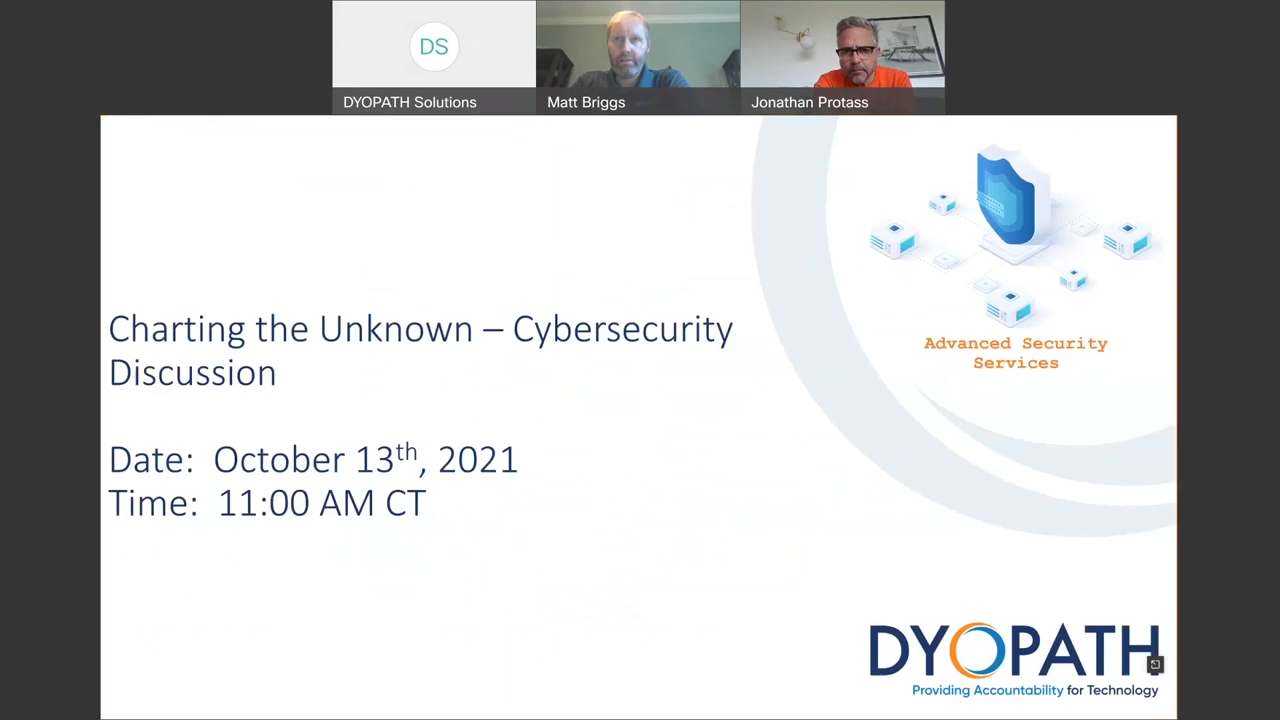 DS
DYOPATH Solutions
Matt Briggs
Jonathan Protass
Advanced Security
Services
Charting the Unknown – Cybersecurity
Discussion
Date: October 13th, 2021
Time: 11:00 AM CT
DYOPATH
Providing Accountability for Technology